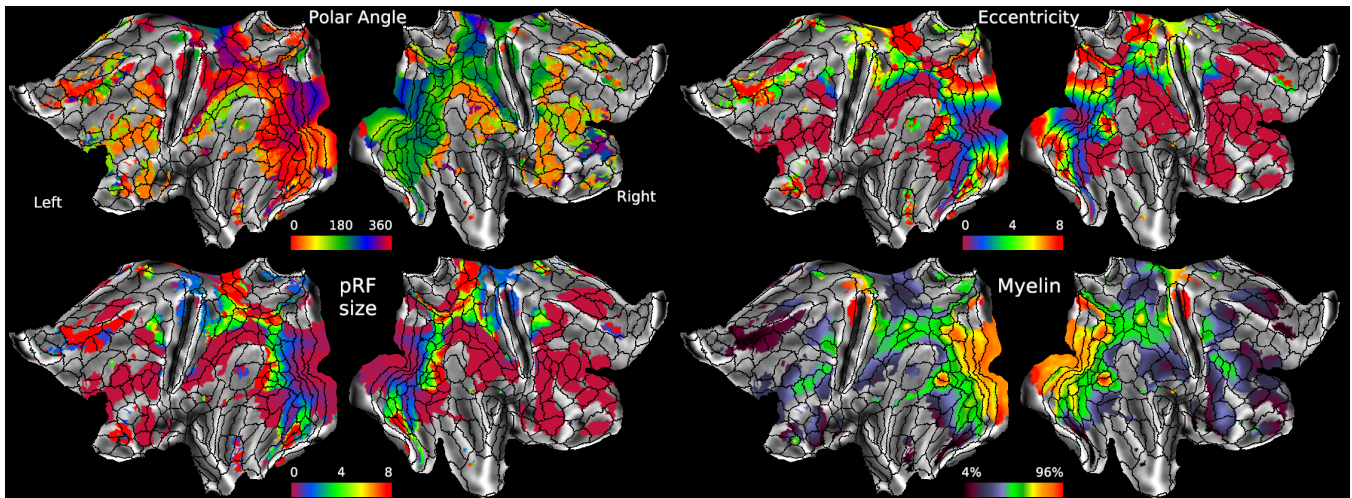 Polar Angle
Eccentricity
Left
Right
0 180 360
0 4 8
pRF
size
Myelin
0 4 8
4% 96%